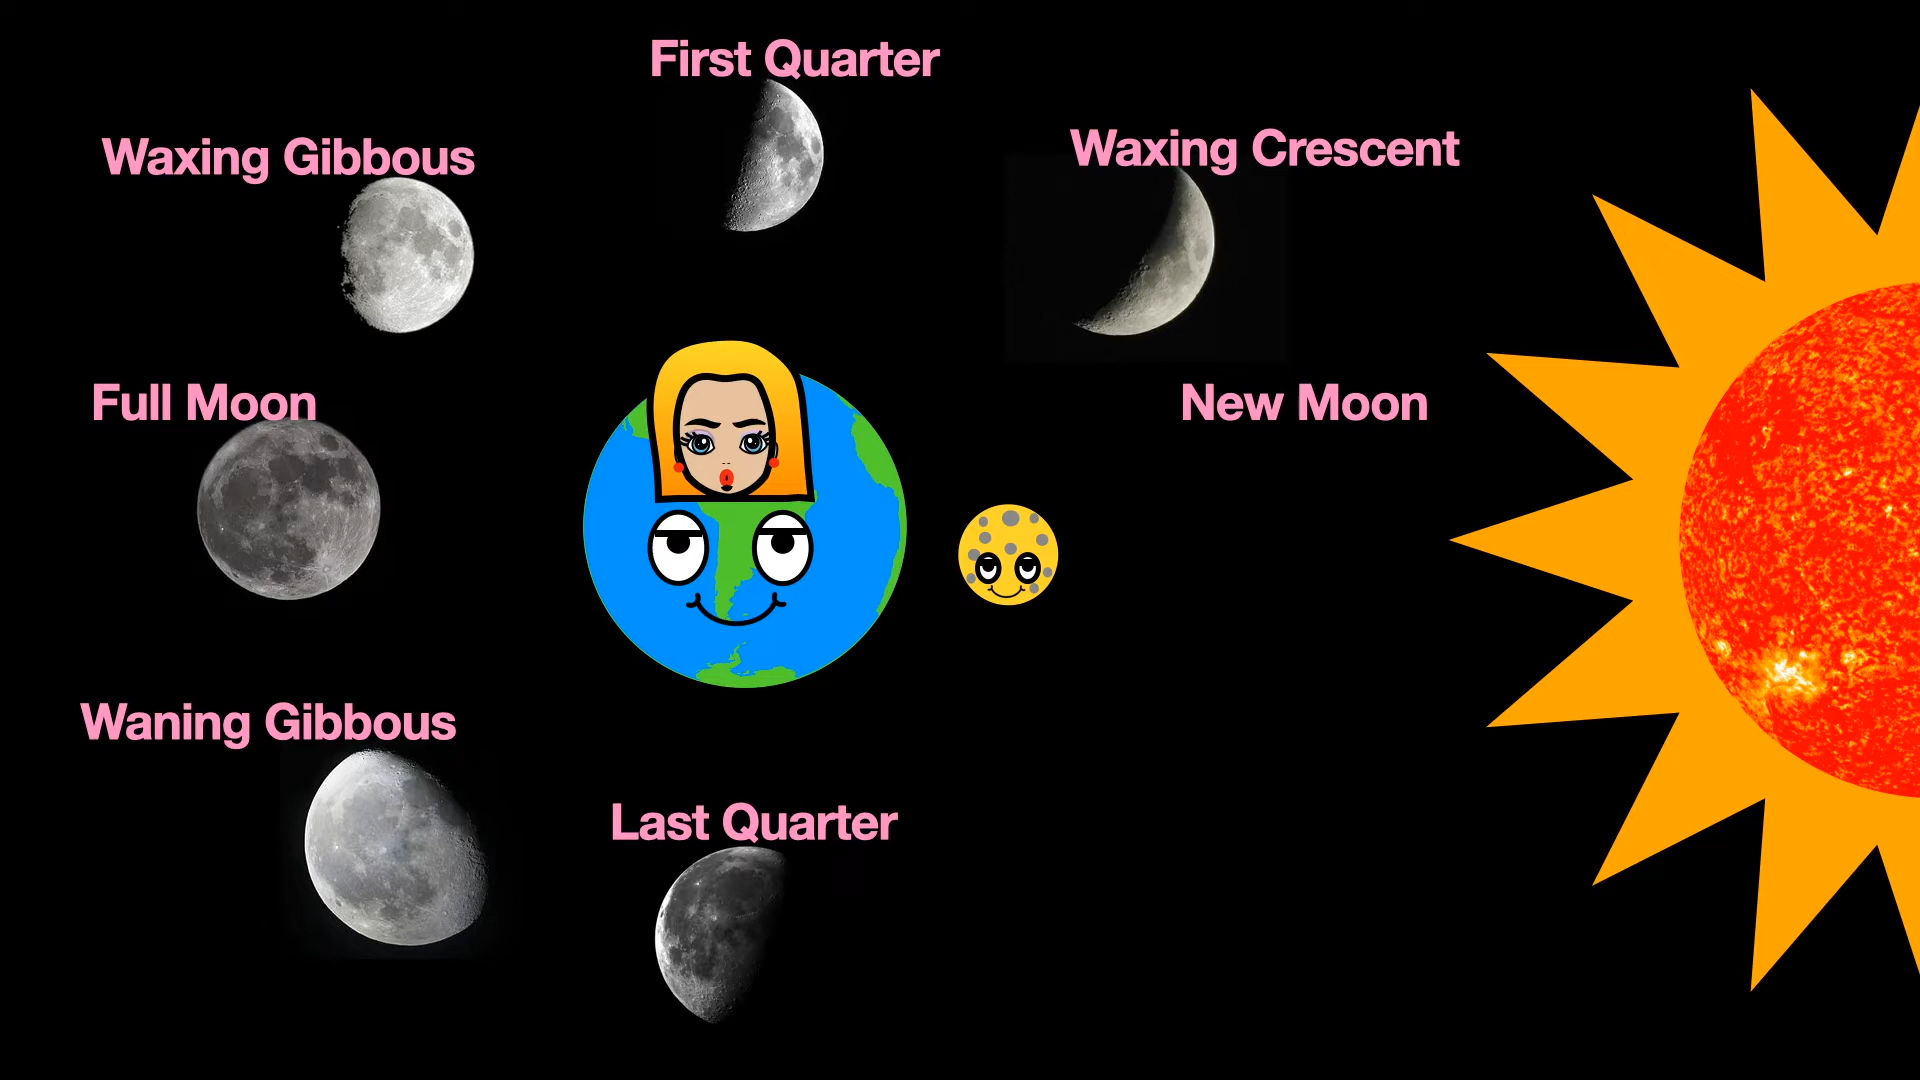 First Quarter
Waxing Crescent
Waxing Gibbous
Full Moon
New Moon
Waning Gibbous
Last Quarter